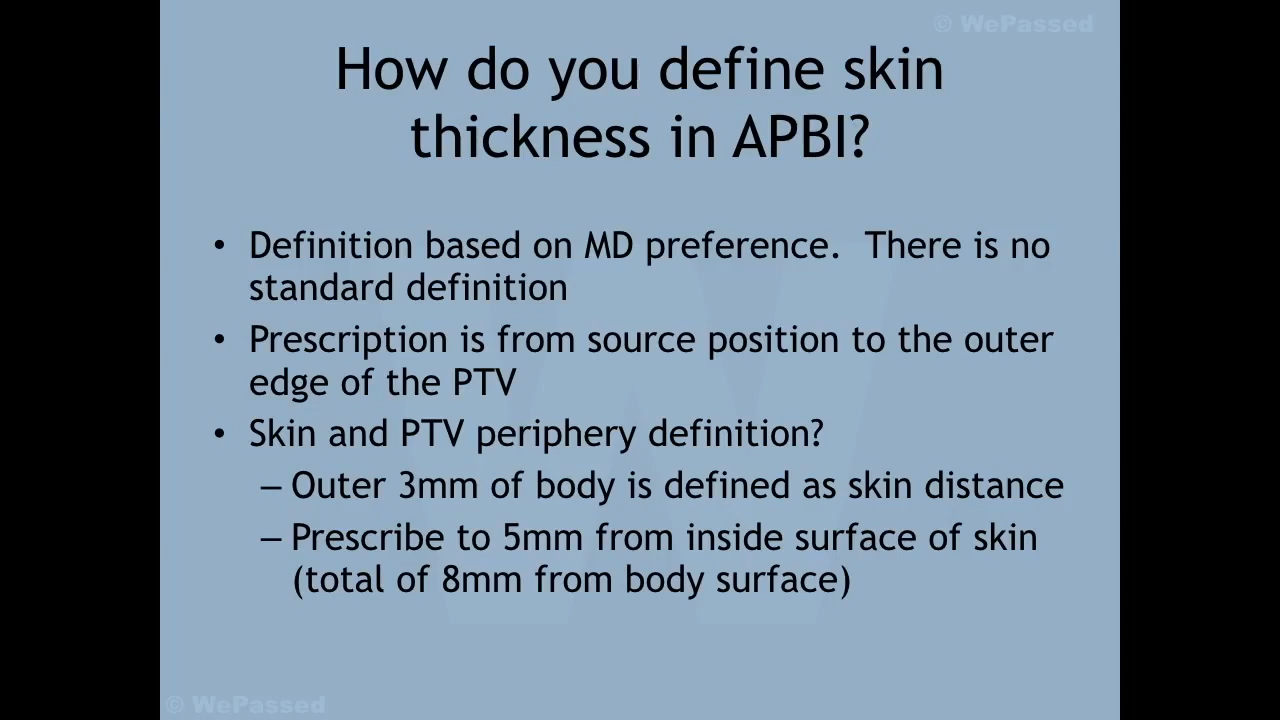 © WePassed
How do you define skin
thickness in APBI?
• Definition based on MD preference.  There is no
standard definition
• Prescription is from source position to the outer
edge of the PTV
• Skin and PTV periphery definition?
– Outer 3mm of body is defined as skin distance
– Prescribe to 5mm from inside surface of skin
(total of 8mm from body surface)
© WePassed